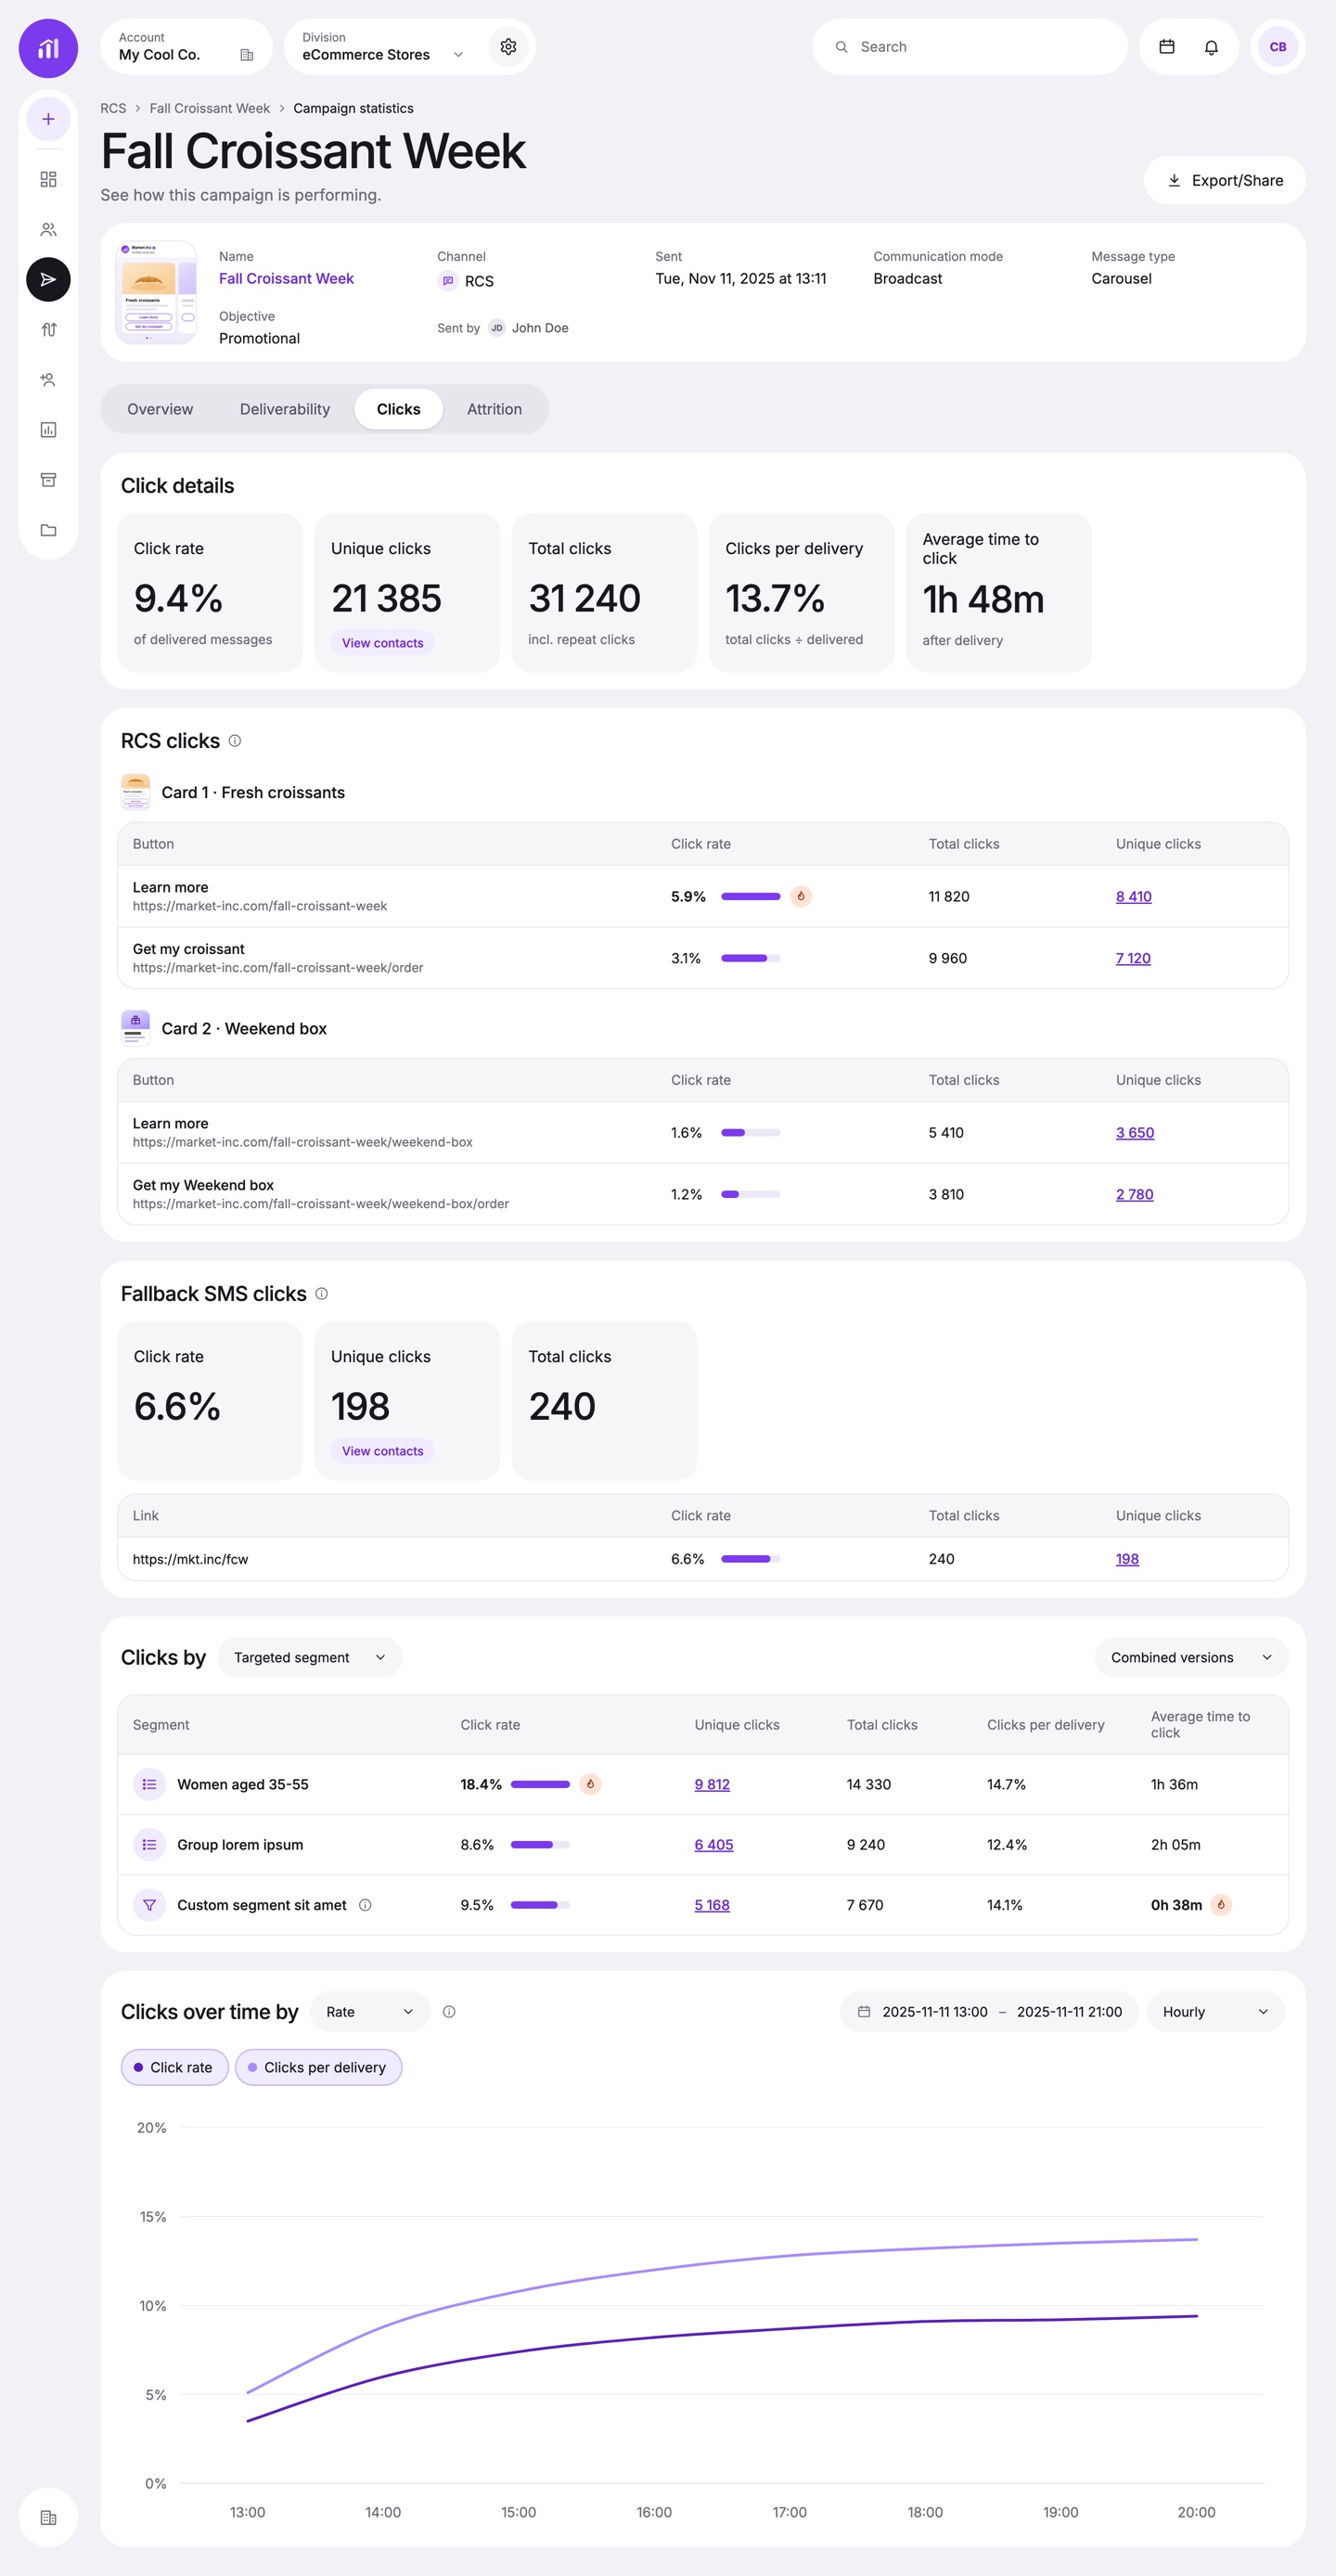 Account
My Cool Co.
Division
eCommerce Stores
Search
CB
RCS > Fall Croissant Week > Campaign statistics
Fall Croissant Week
See how this campaign is performing.
Export/Share
Market-inc
Fresh croissants
Learn more
Get my croissant
Name
Fall Croissant Week
Channel
RCS
Sent
Tue, Nov 11, 2025 at 13:11
Communication mode
Broadcast
Message type
Carousel
Objective
Promotional
Sent by JD John Doe
Overview Deliverability Clicks Attrition
Click details
Click rate
9.4%
of delivered messages
Unique clicks
21 385
View contacts
Total clicks
31 240
incl. repeat clicks
Clicks per delivery
13.7%
total clicks ÷ delivered
Average time to
click
1h 48m
after delivery
RCS clicks
Card 1 · Fresh croissants
Button Click rate Total clicks Unique clicks
Learn more
https://market-inc.com/fall-croissant-week
5.9% 11 820 8 410
Get my croissant
https://market-inc.com/fall-croissant-week/order
3.1% 9 960 7 120
Card 2 · Weekend box
Button Click rate Total clicks Unique clicks
Learn more
https://market-inc.com/fall-croissant-week/weekend-box
1.6% 5 410 3 650
Get my Weekend box
https://market-inc.com/fall-croissant-week/weekend-box/order
1.2% 3 810 2 780
Fallback SMS clicks
Click rate
6.6%
Unique clicks
198
View contacts
Total clicks
240
Link Click rate Total clicks Unique clicks
https://mkt.inc/fcw 6.6% 240 198
Clicks by Targeted segment
Combined versions
Segment Click rate Unique clicks Total clicks Clicks per delivery Average time to
click
Women aged 35-55 18.4% 9 812 14 330 14.7% 1h 36m
Group lorem ipsum 8.6% 6 405 9 240 12.4% 2h 05m
Custom segment sit amet 9.5% 5 168 7 670 14.1% 0h 38m
Clicks over time by Rate
2025-11-11 13:00 – 2025-11-11 21:00
Hourly
Click rate Clicks per delivery
20%
15%
10%
5%
0%
13:00 14:00 15:00 16:00 17:00 18:00 19:00 20:00